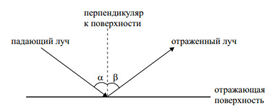 перпендикуляр
к поверхности
падающий луч
отраженный луч
α β
отражающая
поверхность